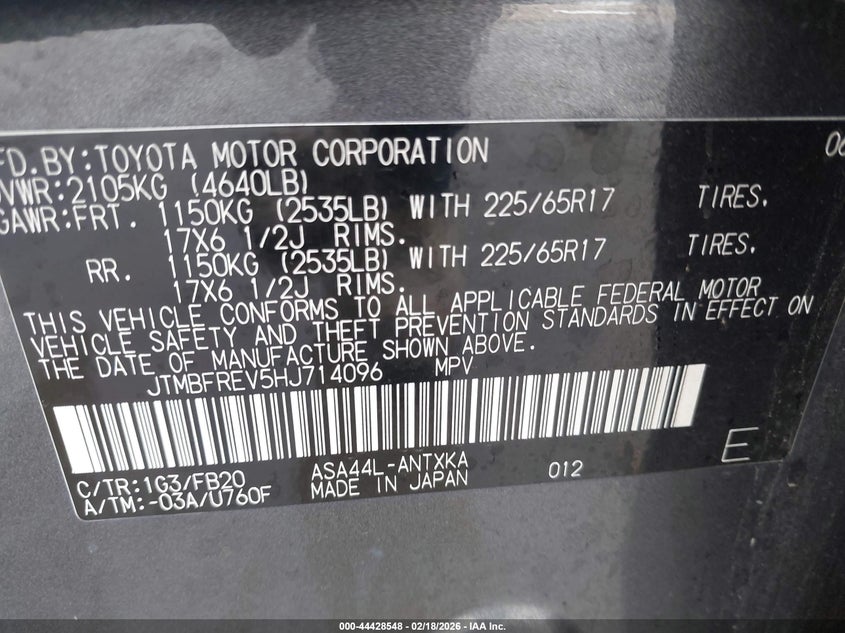 FD.BY:TOYOTA MOTOR CORPORATION 06
VWR:2105KG (4640LB)
GAWR:FRT. 1150KG (2535LB) WITH 225/65R17 TIRES.
17X6 1/2J RIMS.
RR. 1150KG (2535LB) WITH 225/65R17 TIRES.
17X6 1/2J RIMS.
THIS VEHICLE CONFORMS TO ALL APPLICABLE FEDERAL MOTOR
VEHICLE SAFETY AND THEFT PREVENTION STANDARDS IN EFFECT ON
THE DATE OF MANUFACTURE SHOWN ABOVE.
JTMBFREV5HJ714096 MPV
E
C/TR:1G3/FB20 ASA44L-ANTXKA 012
A/TM:-03A/U760F MADE IN JAPAN
000-44428548 - 02/18/2026 - IAA Inc.